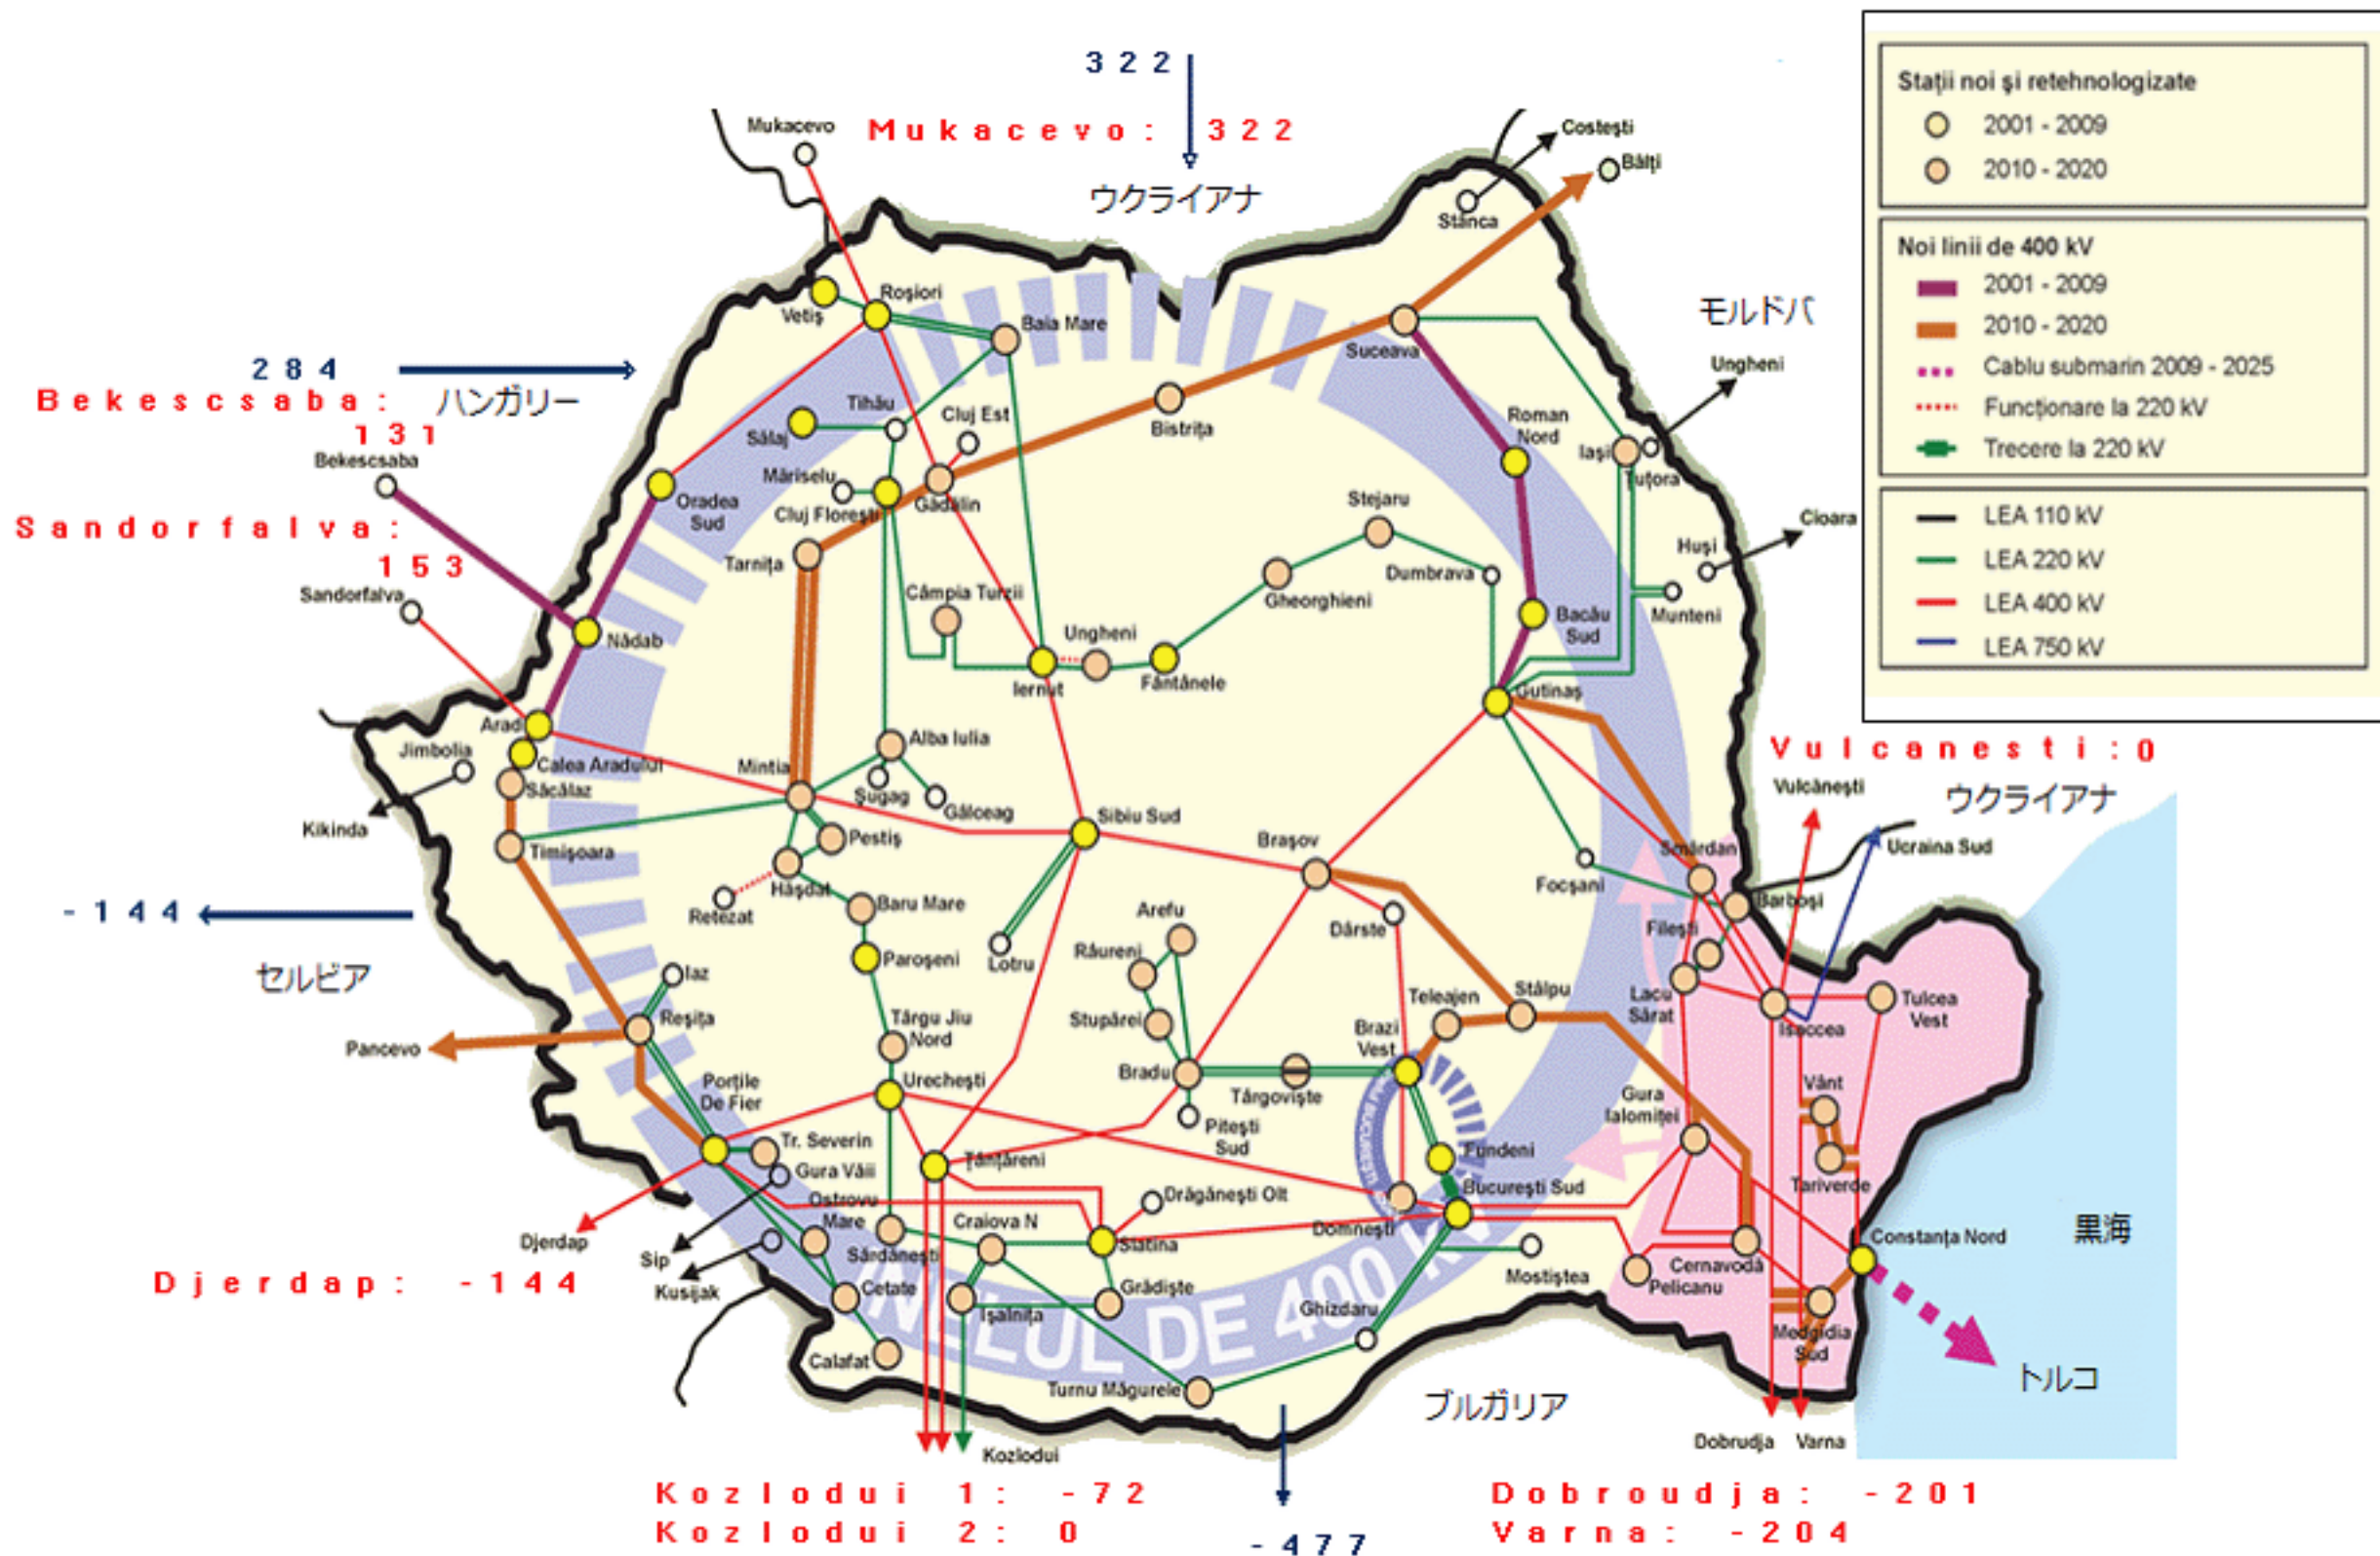 322
Mukacevo
Mukacevo: 322
ウクライアナ
Costești
Bălți
Stânca
Stații noi și retehnologizate
2001 - 2009
2010 - 2020
Noi linii de 400 kV
2001 - 2009
2010 - 2020
Cablu submarin 2009 - 2025
Funcționare la 220 kV
Trecere la 220 kV
LEA 110 kV
LEA 220 kV
LEA 400 kV
LEA 750 kV
モルドバ
Ungheni
Roșiori
Vetiș
Baia Mare
Suceava
284
ハンガリー
Bekescsaba:
131
Bekescsaba
Tihău
Cluj Est
Sălaj
Bistrița
Roman
Nord
Iași
Țuțora
Mărișelu
Oradea
Sud
Cluj Florești
Gădălin
Stejaru
Sandorfalva:
153
Sandorfalva
Cioara
Huși
Tarnița
Câmpia Turzii
Gheorghieni
Dumbrava
Munteni
Bacău
Sud
Nădab
Ungheni
Iernut
Fântânele
Gutinaș
Arad
Jimbolia
Calea Aradului
Săcălaz
Mintia
Alba Iulia
Șugag
Gâlceag
Kikinda
Timișoara
Pestiș
Sibiu Sud
Brașov
Vulcanesti:0
Vulcănești
ウクライアナ
Ucraina Sud
Smârdan
Focșani
Barboși
Hășdat
Retezat
Baru Mare
-144
セルビア
Arefu
Dârste
Filești
Râureni
Paroșeni
Lotru
Iaz
Lacu
Sărat
Tulcea
Vest
Isaccea
Teleajen
Stâlpu
Reșița
Pancevo
Târgu Jiu
Nord
Stupărei
Brazi
Vest
Porțile
De Fier
Urechești
Bradu
Târgoviște
Pitești
Sud
Gura
Ialomiței
Vânt
Tr. Severin
Gura Văii
Țânțăreni
Fundeni
București Sud
Tariverde
Ostrovu
Mare
Drăgănești Olt
Craiova N
Domnești
Djerdap
Sip
Kusijak
Sărdănești
Slatina
Constanța Nord
黒海
Mostiștea
Cernavodă
Pelicanu
Djerdap: -144
Cetate
Ișalnița
Grădiște
Ghizdaru
INELUL DE 400 KV
Medgidia
Sud
Calafat
Turnu Măgurele
ブルガリア
トルコ
Kozlodui
Dobrudja
Varna
Kozlodui 1: -72
Kozlodui 2: 0
-477
Dobroudja: -201
Varna: -204